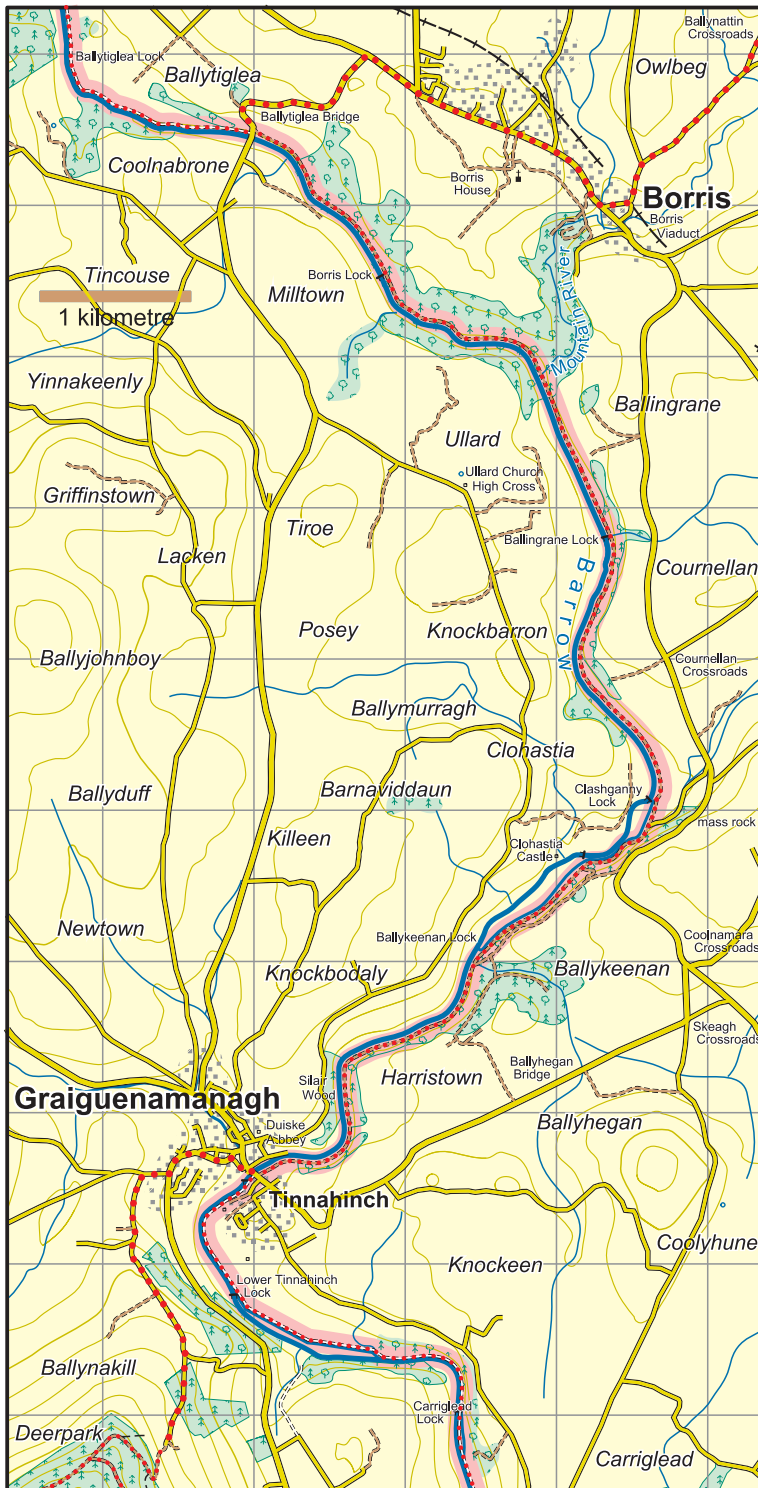 Ballynattin
Crossroads
Ballytiglea Lock
Ballytiglea
Owlbeg
Ballytiglea Bridge
GTFC
Coolnabrone
Borris
House
Borris
Borris
Viaduct
Tincouse
Borris Lock
Milltown
1 kilometre
Mountain River
Yinnakeenly
Ballingrane
Ullard
Ullard Church
High Cross
Griffinstown
Tiroe
Lacken
Ballingrane Lock
Barrow
Cournellan
Posey
Knockbarron
Ballyjohnboy
Cournellan
Crossroads
Ballymurragh
Clohastia
Ballyduff
Barnaviddaun
Clashganny
Lock
mass rock
Killeen
Clohastia
Castle
Newtown
Ballykeenan Lock
Coolnamara
Crossroads
Knockbodaly
Ballykeenan
Skeagh
Crossroads
Silair
Wood
Harristown
Ballyhegan
Bridge
Graiguenamanagh
Duiske
Abbey
Ballyhegan
Tinnahinch
Coolyhune
Knockeen
Lower Tinnahinch
Lock
Ballynakill
Carriglead
Lock
Deerpark
Carriglead